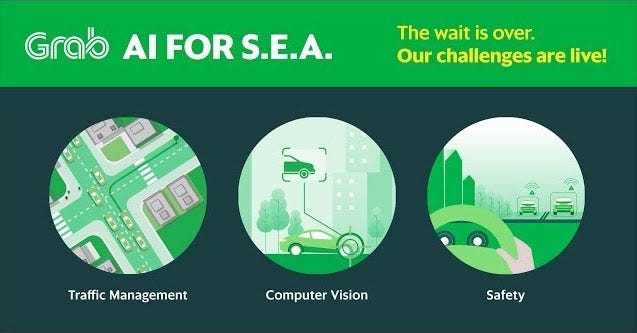 Grab AI FOR S.E.A.
The wait is over.
Our challenges are live!
Traffic Management
Computer Vision
Safety